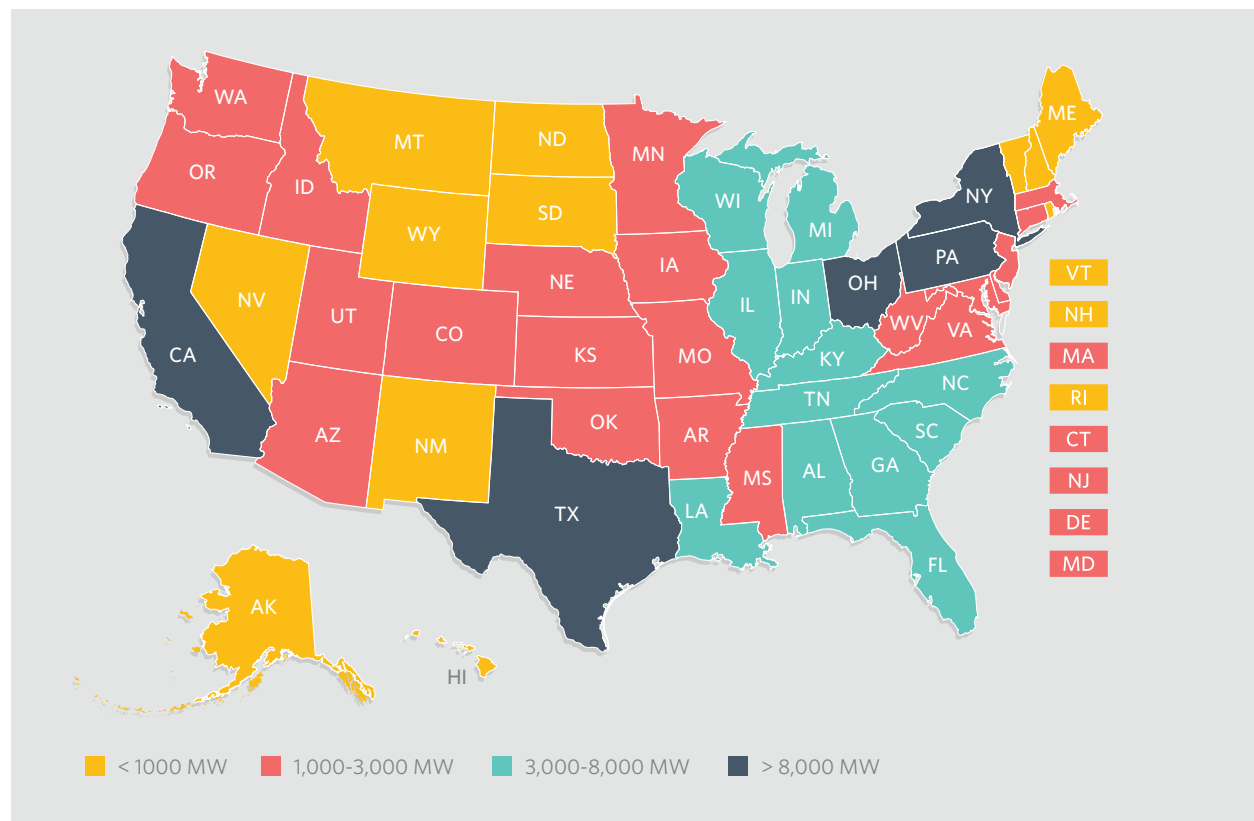 WA
MT
ND
MN
ME
OR
ID
SD
WI
NY
WY
MI
PA
VT
NE
IA
OH
NV
IL
IN
NH
UT
WV
VA
CO
KS
MO
KY
MA
CA
NC
TN
RI
AZ
NM
OK
AR
SC
CT
GA
MS
AL
NJ
TX
LA
DE
FL
MD
AK
HI
< 1000 MW
1,000-3,000 MW
3,000-8,000 MW
> 8,000 MW